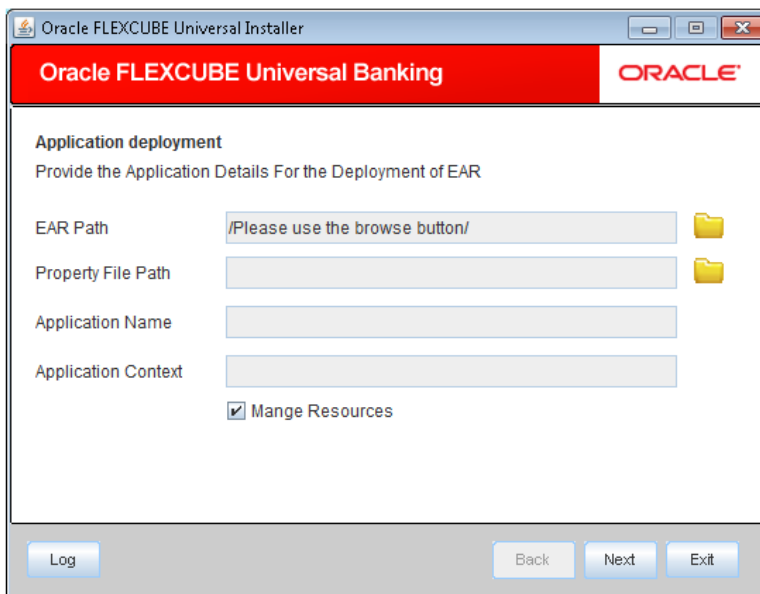 Oracle FLEXCUBE Universal Installer
Oracle FLEXCUBE Universal Banking
ORACLE'
Application deployment
Provide the Application Details For the Deployment of EAR
EAR Path
/Please use the browse button/
Property File Path
Application Name
Application Context
Mange Resources
Log
Back
Next
Exit